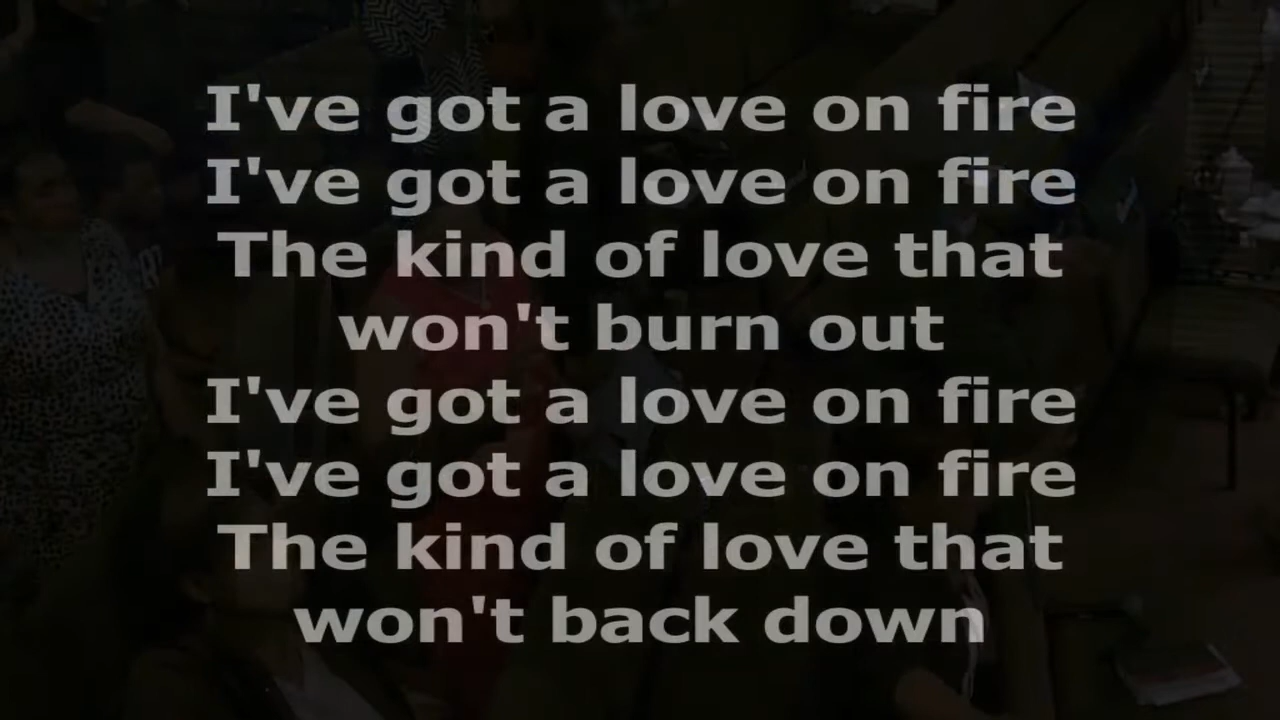 I've got a love on fire
I've got a love on fire
The kind of love that
won't burn out
I've got a love on fire
I've got a love on fire
The kind of love that
won't back down